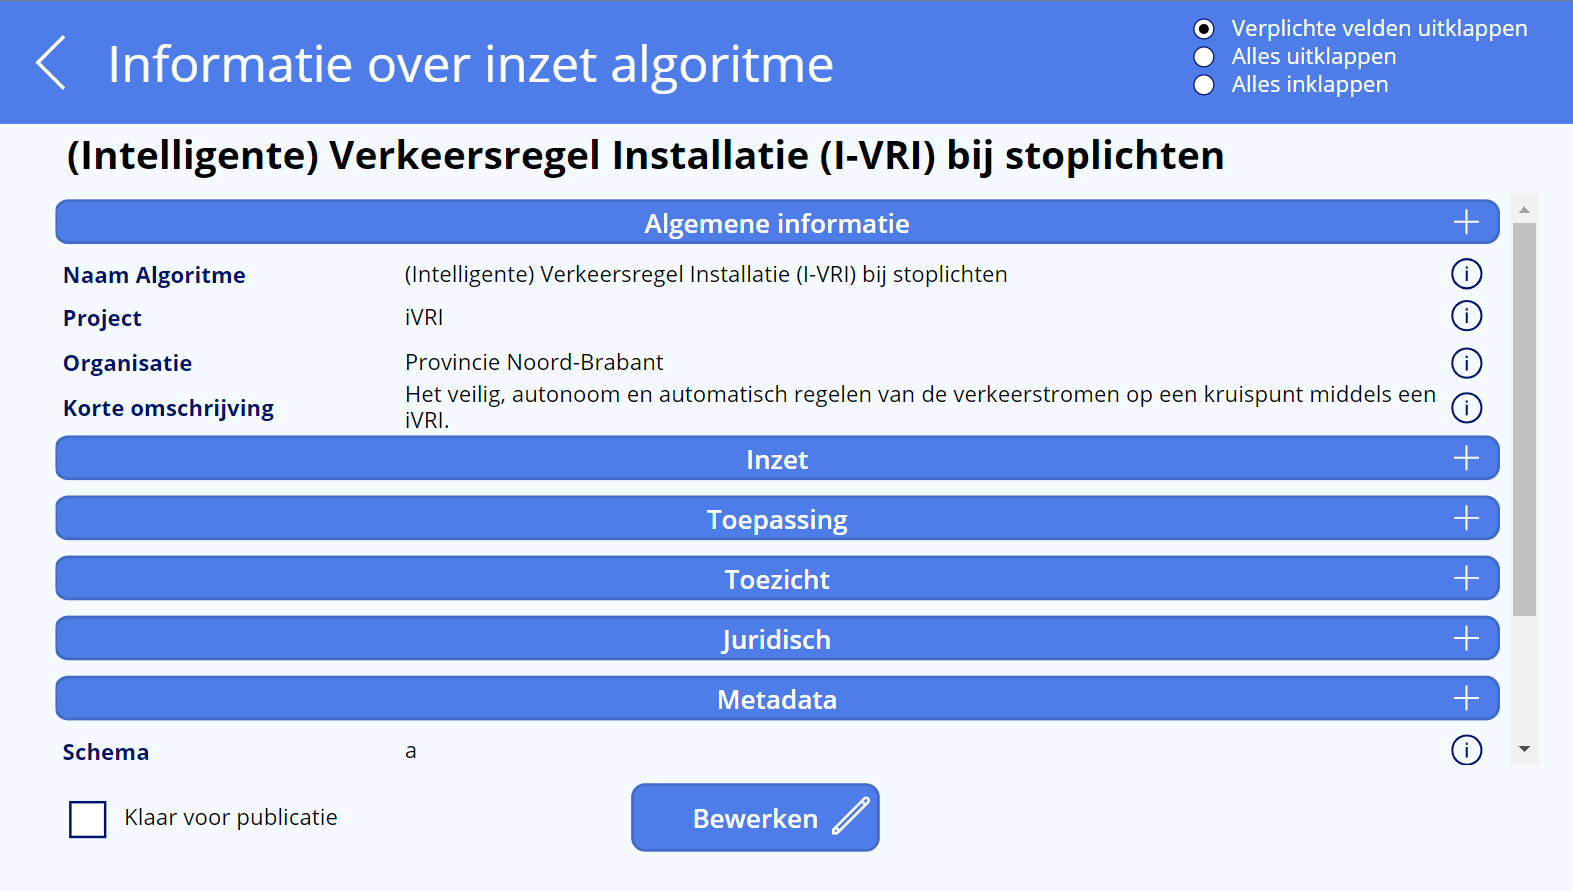 Informatie over inzet algoritme
Verplichte velden uitklappen
Alles uitklappen
Alles inklappen
(Intelligente) Verkeersregel Installatie (I-VRI) bij stoplichten
Algemene informatie
Naam Algoritme (Intelligente) Verkeersregel Installatie (I-VRI) bij stoplichten
Project iVRI
Organisatie Provincie Noord-Brabant
Korte omschrijving Het veilig, autonoom en automatisch regelen van de verkeerstromen op een kruispunt middels een
iVRI.
Inzet
Toepassing
Toezicht
Juridisch
Metadata
Schema a
Klaar voor publicatie
Bewerken